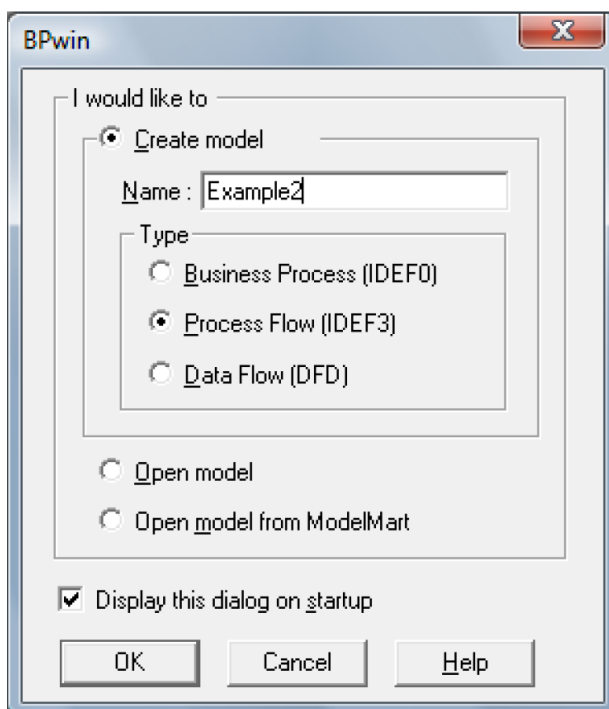 BPwin
I would like to
Create model
Name : Example2
Type
Business Process (IDEF0)
Process Flow (IDEF3)
Data Flow (DFD)
Open model
Open model from ModelMart
Display this dialog on startup
OK Cancel Help